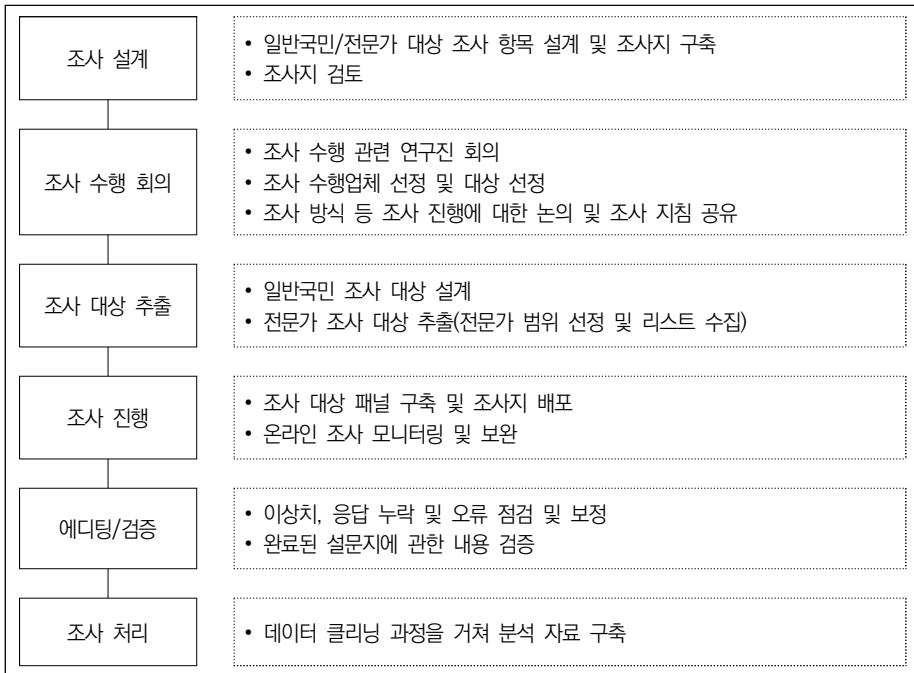 조사 설계
• 일반국민/전문가 대상 조사 항목 설계 및 조사지 구축
• 조사지 검토
조사 수행 회의
• 조사 수행 관련 연구진 회의
• 조사 수행업체 선정 및 대상 선정
• 조사 방식 등 조사 진행에 대한 논의 및 조사 지침 공유
조사 대상 추출
• 일반국민 조사 대상 설계
• 전문가 조사 대상 추출(전문가 범위 선정 및 리스트 수집)
조사 진행
• 조사 대상 패널 구축 및 조사지 배포
• 온라인 조사 모니터링 및 보완
에디팅/검증
• 이상치, 응답 누락 및 오류 점검 및 보정
• 완료된 설문지에 관한 내용 검증
조사 처리
• 데이터 클리닝 과정을 거쳐 분석 자료 구축